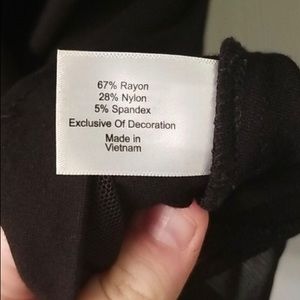 67% Rayon
28% Nylon
5% Spandex
Exclusive Of Decoration
Made in
Vietnam